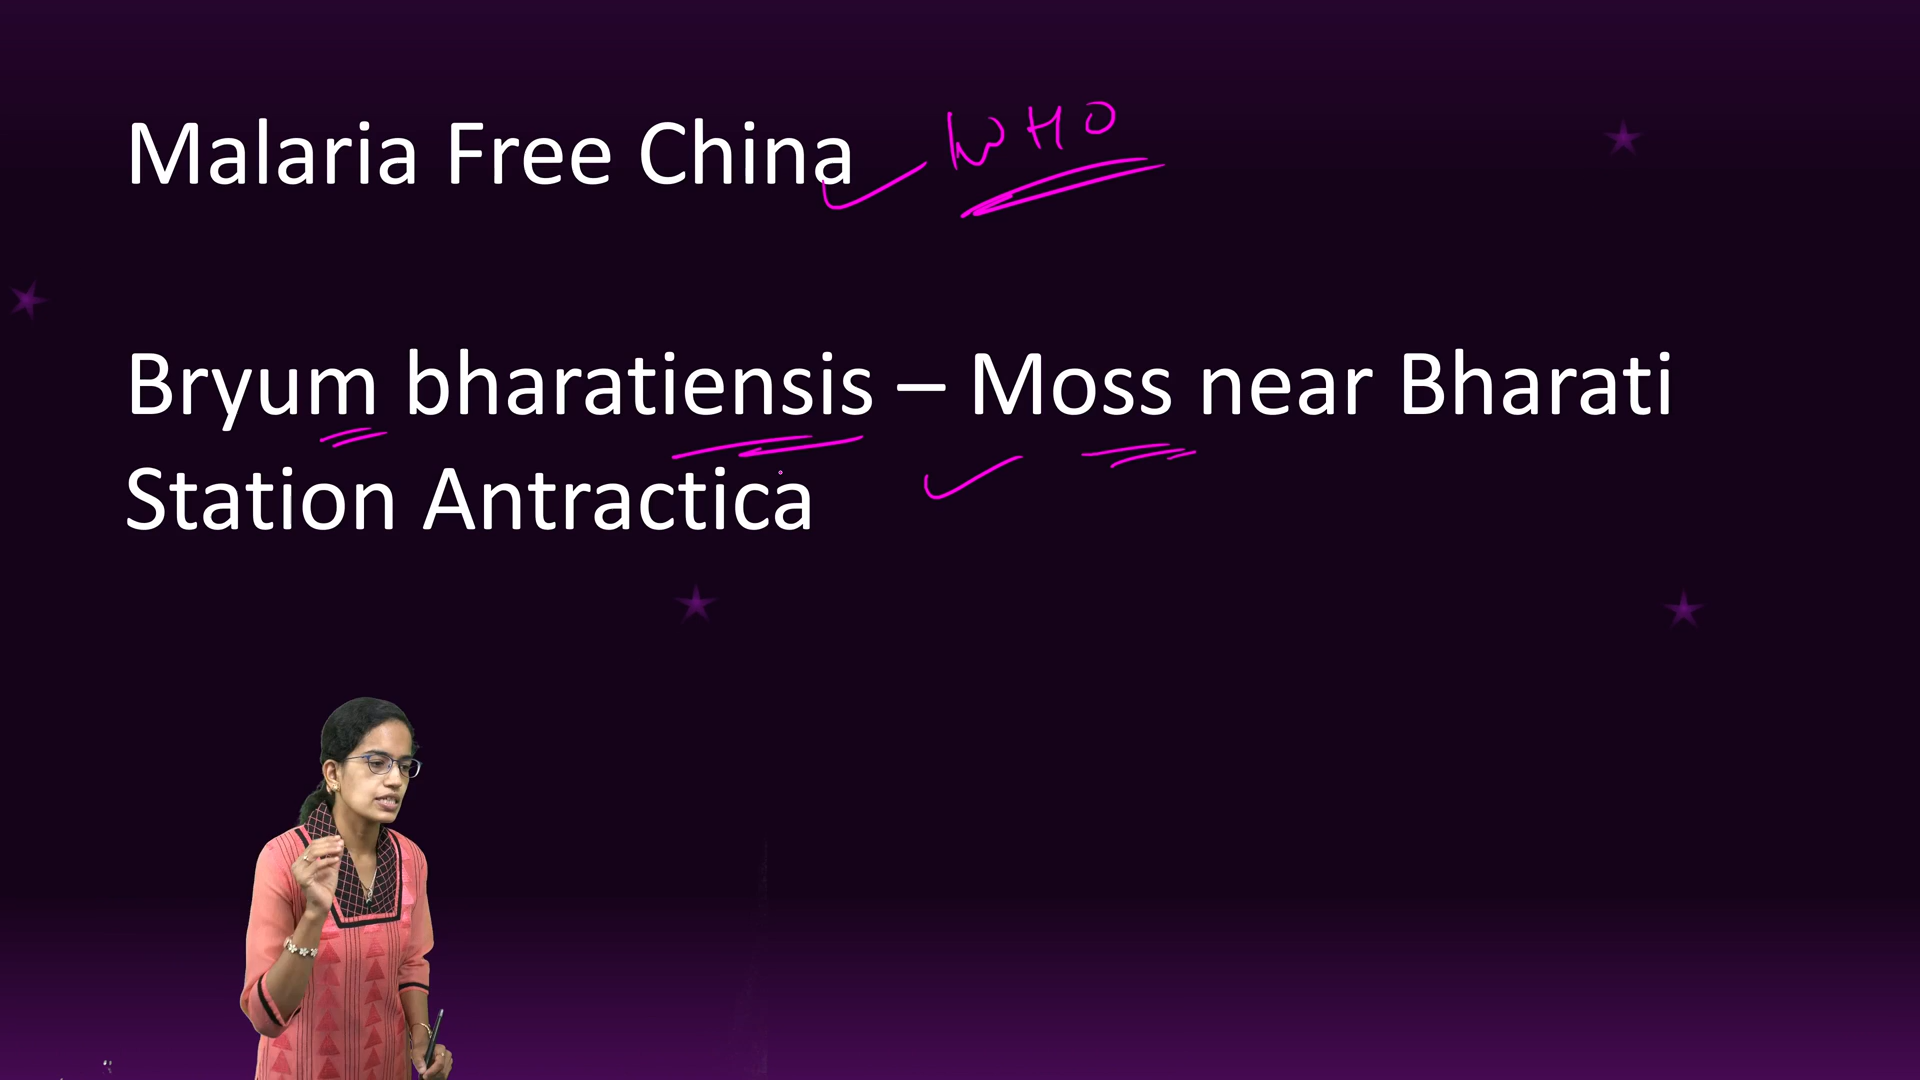 Malaria Free China WHO
Bryum bharatiensis – Moss near Bharati
Station Antractica